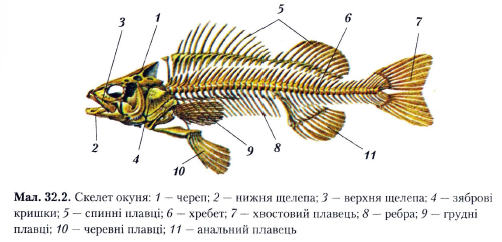 3 1 5 6 7
2 4 10 9 8 11
Мал. 32.2. Скелет окуня: 1 — череп; 2 — нижня щелепа; 3 — верхня щелепа; 4 — зяброві
кришки; 5 — спинні плавці; 6 — хребет; 7 — хвостовий плавець; 8 — ребра; 9 — грудні
плавці; 10 — черевні плавці; 11 — анальний плавець